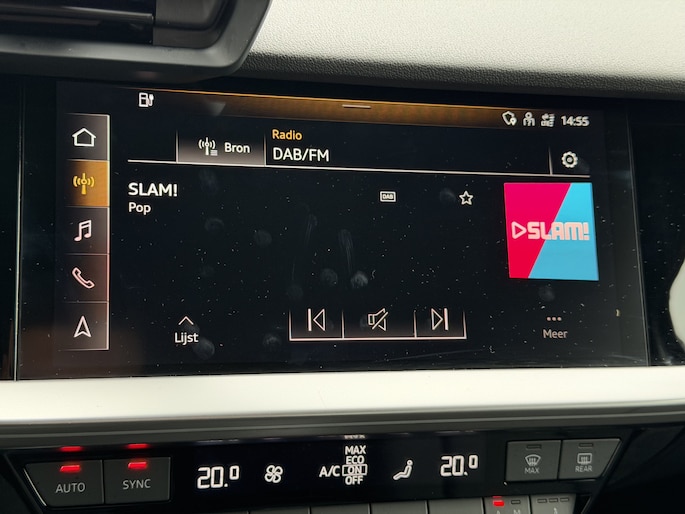 14:55
Radio
Bron
DAB/FM
SLAM!
Pop
DAB
SLAM!
Lijst
Meer
AUTO
SYNC
20.0
A/C
MAX
ECO
ON
OFF
20.0
MAX
REAR